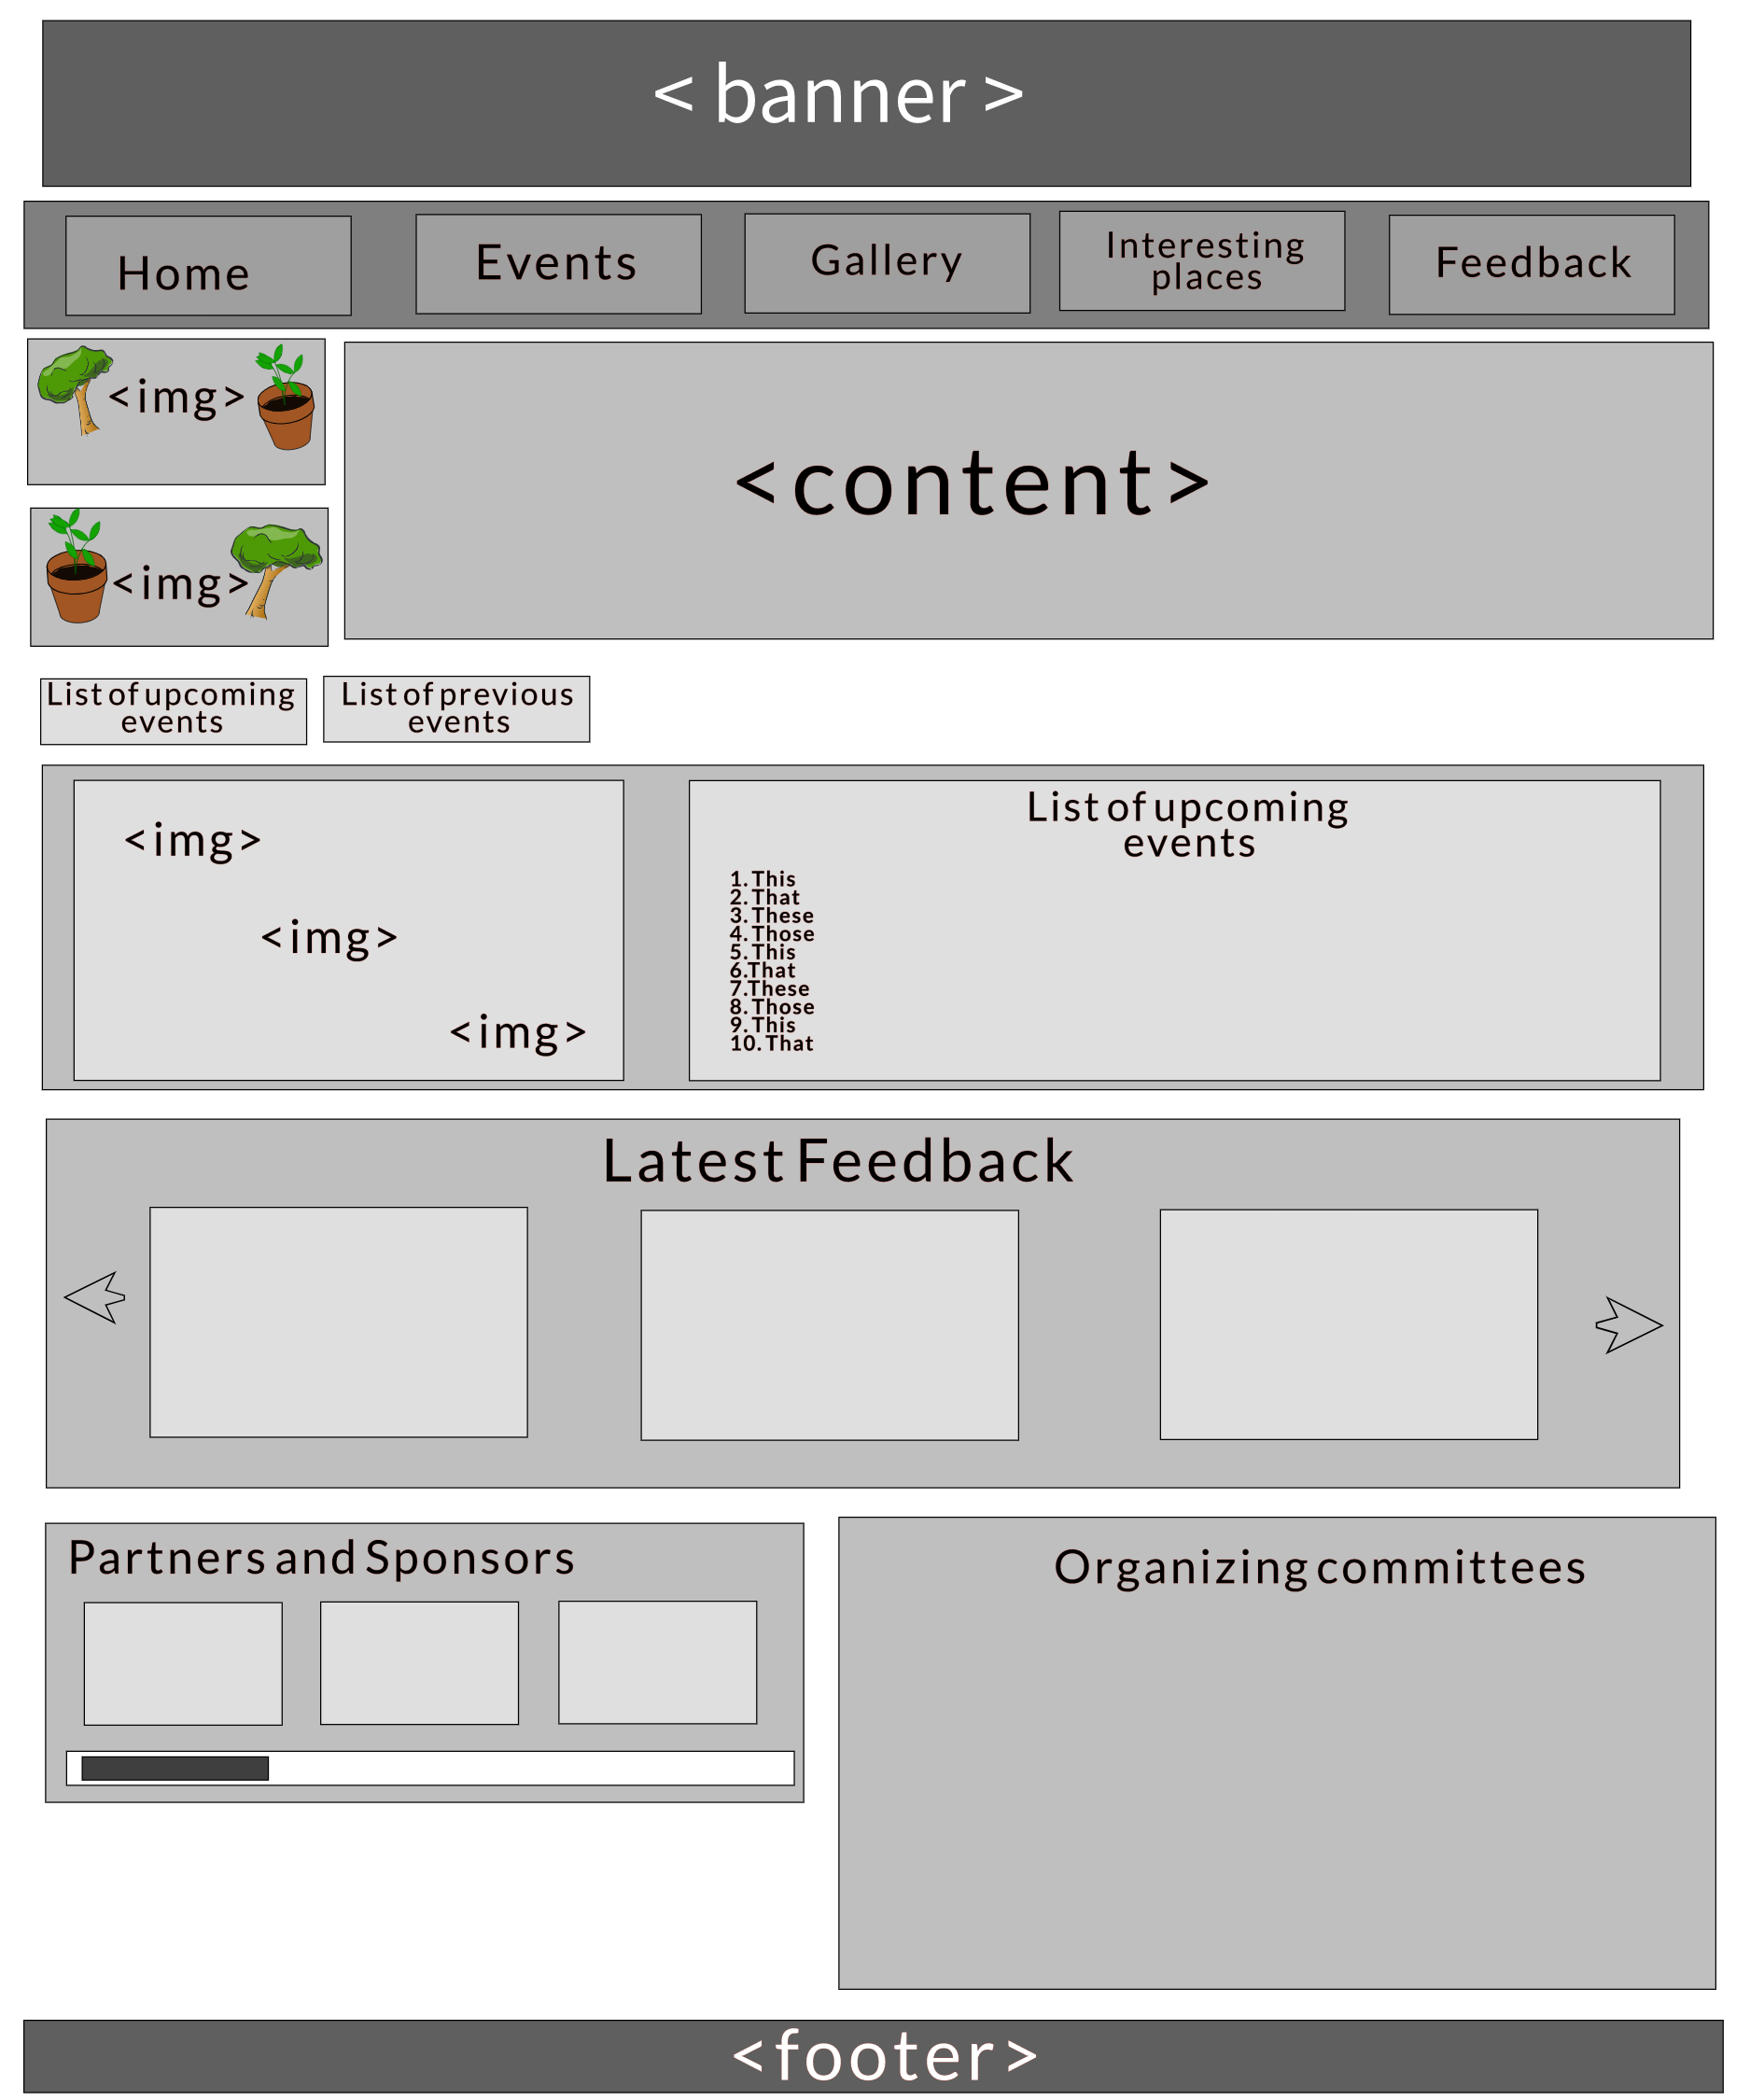 < banner >
Home
Events
Gallery
Interesting
places
Feedback
<img>
<content>
<img>
List of upcoming
events
List of previous
events
<img>
<img>
<img>
List of upcoming
events
1. This
2. That
3. These
4. Those
5. This
6.That
7.These
8. Those
9. This
10. That
Latest Feedback
Partners and Sponsors
Organizing committees
<footer>